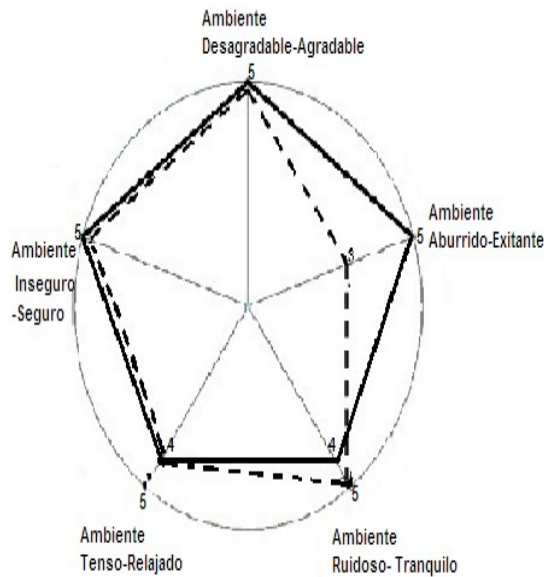 Ambiente
Desagradable-Agradable
5
5
Ambiente
Inseguro
-Seguro
5
Ambiente
Aburrido-Exitante
3
4
4
5
5
Ambiente
Tenso-Relajado
Ambiente
Ruidoso- Tranquilo